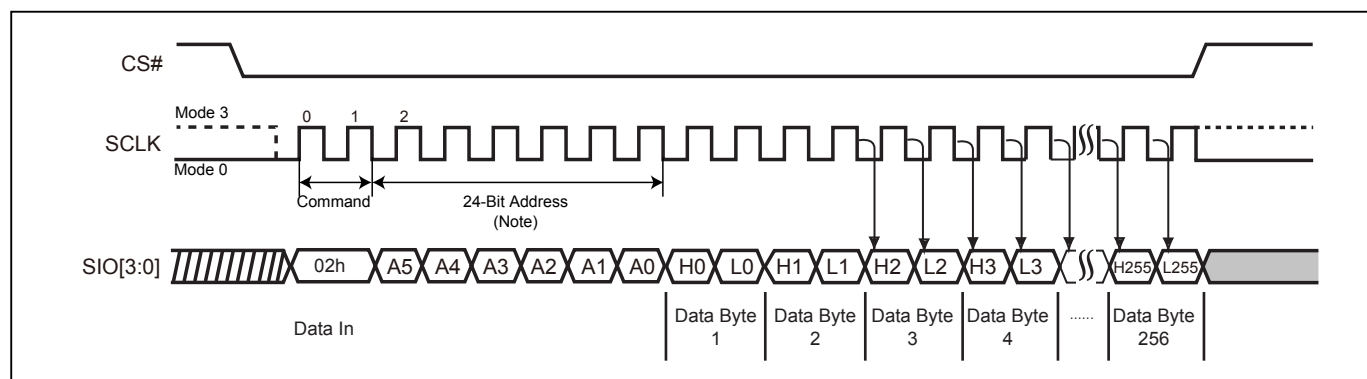 CS#
Mode 3
0 1 2
SCLK
Mode 0
Command
24-Bit Address
(Note)
SIO[3:0]
02h A5 A4 A3 A2 A1 A0 H0 L0 H1 L1 H2 L2 H3 L3 H255 L255
Data In
Data Byte
1
Data Byte
2
Data Byte
3
Data Byte
4
......
Data Byte
256